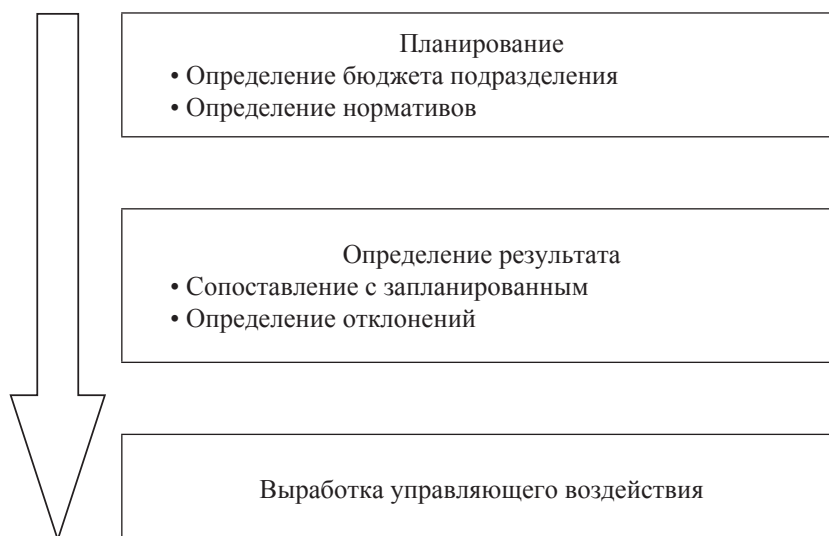 Планирование
• Определение бюджета подразделения
• Определение нормативов
Определение результата
• Сопоставление с запланированным
• Определение отклонений
Выработка управляющего воздействия